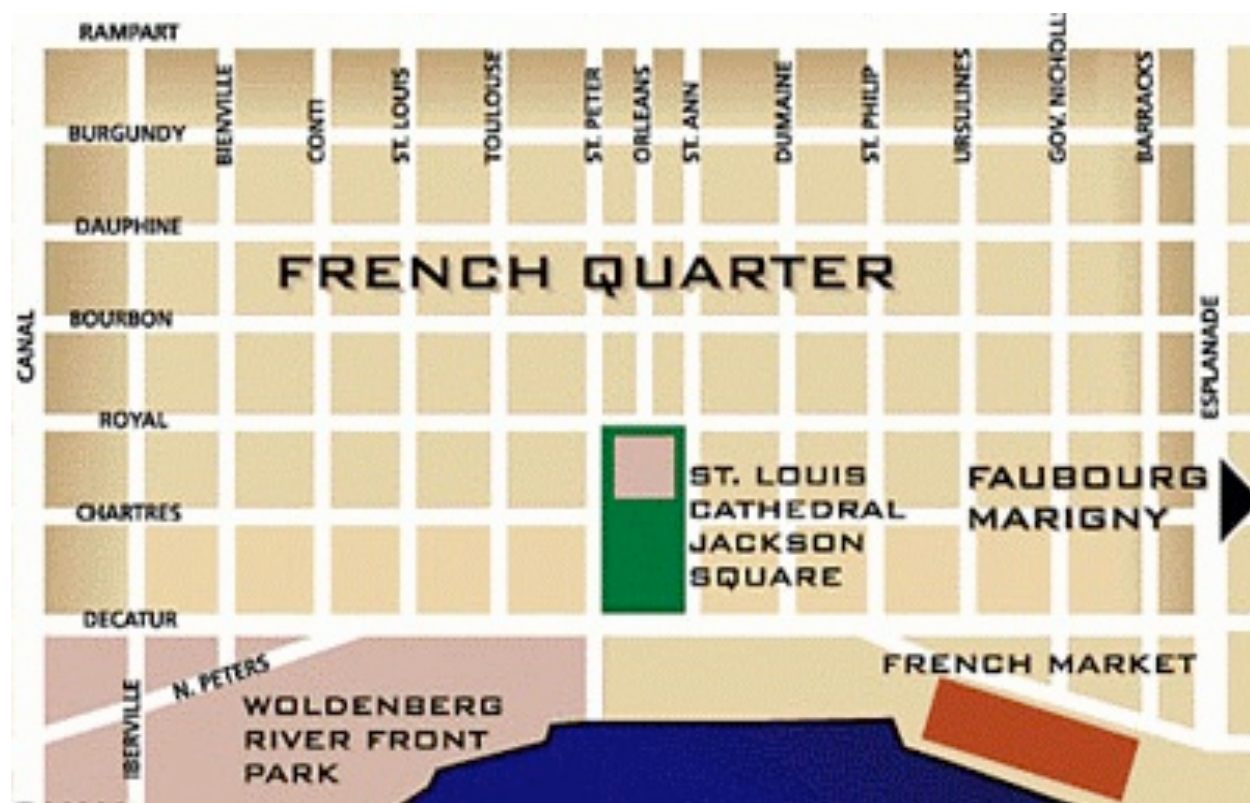 RAMPART
BIENVILLE
CONTI
ST. LOUIS
TOULOUSE
ST. PETER
ORLEANS
ST. ANN
DUMAINE
ST. PHILIP
URSULINES
GOV. NICHOLLS
BARRACKS
BURGUNDY
DAUPHINE
FRENCH QUARTER
BOURBON
CANAL
ESPLANADE
ROYAL
ST. LOUIS
CATHEDRAL
JACKSON
SQUARE
FAUBOURG
MARIGNY
CHARTRES
DECATUR
FRENCH MARKET
N. PETERS
IBERVILLE
WOLDENBERG
RIVER FRONT
PARK